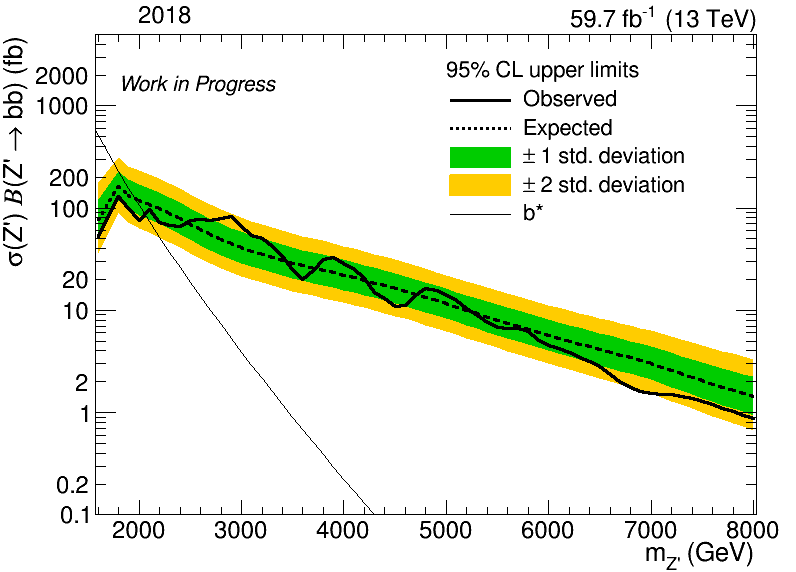 2018
59.7 fb⁻¹ (13 TeV)
σ(Z') B(Z' → bb) (fb)
Work in Progress
95% CL upper limits
Observed
Expected
± 1 std. deviation
± 2 std. deviation
b*
2000
1000
200
100
20
10
2
1
0.2
0.1
2000 3000 4000 5000 6000 7000 8000
m_Z' (GeV)